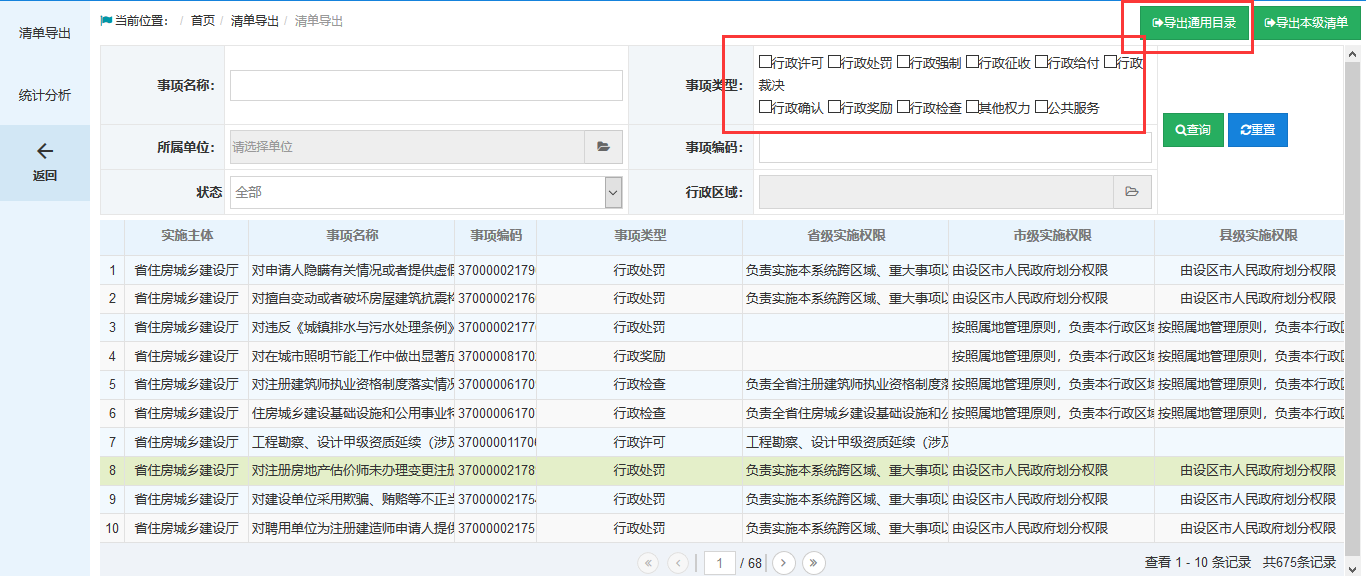 清单导出
统计分析
返回
当前位置： / 首页 / 清单导出 / 清单导出
导出通用目录 导出本级清单
事项名称：
事项类型： 行政许可 行政处罚 行政强制 行政征收 行政给付 行政
裁决
行政确认 行政奖励 行政检查 其他权力 公共服务
所属单位： 请选择单位 事项编码：
查询 重置
状态 全部 行政区域：
实施主体 事项名称 事项编码 事项类型 省级实施权限 市级实施权限 县级实施权限
1 省住房城乡建设厅 对申请人隐瞒有关情况或者提供虚假 37000002179 行政处罚 负责实施本系统跨区域、重大事项以 由设区市人民政府划分权限 由设区市人民政府划分权限
2 省住房城乡建设厅 对擅自变动或者破坏房屋建筑抗震构 37000002176 行政处罚 负责实施本系统跨区域、重大事项以 由设区市人民政府划分权限 由设区市人民政府划分权限
3 省住房城乡建设厅 对违反《城镇排水与污水处理条例》 3700000217 行政处罚 按照属地管理原则，负责本行政区域 按照属地管理原则，负责本行政区
4 省住房城乡建设厅 对在城市照明节能工作中做出显著成 37000008170 行政奖励 按照属地管理原则，负责本行政区域 按照属地管理原则，负责本行政区
5 省住房城乡建设厅 对注册建筑师执业资格制度落实情况 37000006170 行政检查 负责全省注册建筑师执业资格制度落 按照属地管理原则，负责本行政区域 按照属地管理原则，负责本行政区
6 省住房城乡建设厅 住房城乡建设基础设施和公用事业特 37000006170 行政检查 负责全省住房城乡建设基础设施和公 按照属地管理原则，负责本行政区域 按照属地管理原则，负责本行政区
7 省住房城乡建设厅 工程勘察、设计甲级资质延续（涉及 37000001170 行政许可 工程勘察、设计甲级资质延续（涉及
8 省住房城乡建设厅 对注册房地产估价师未办理变更注册 37000002178 行政处罚 负责实施本系统跨区域、重大事项以 由设区市人民政府划分权限 由设区市人民政府划分权限
9 省住房城乡建设厅 对建设单位采用欺骗、贿赂等不正当 37000002175 行政处罚 负责实施本系统跨区域、重大事项以 由设区市人民政府划分权限 由设区市人民政府划分权限
10 省住房城乡建设厅 对聘用单位为注册建造师申请人提供 37000002175 行政处罚 负责实施本系统跨区域、重大事项以 由设区市人民政府划分权限 由设区市人民政府划分权限
1 / 68 查看 1 - 10 条记录 共675条记录